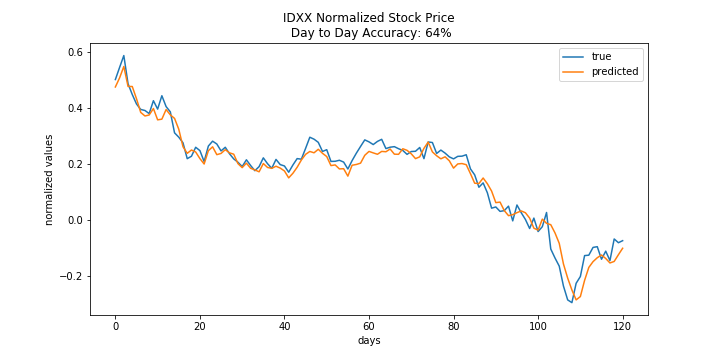 IDXX Normalized Stock Price
Day to Day Accuracy: 64%
true
predicted
normalized values
0.6
0.4
0.2
0.0
−0.2
0
20
40
60
80
100
120
days